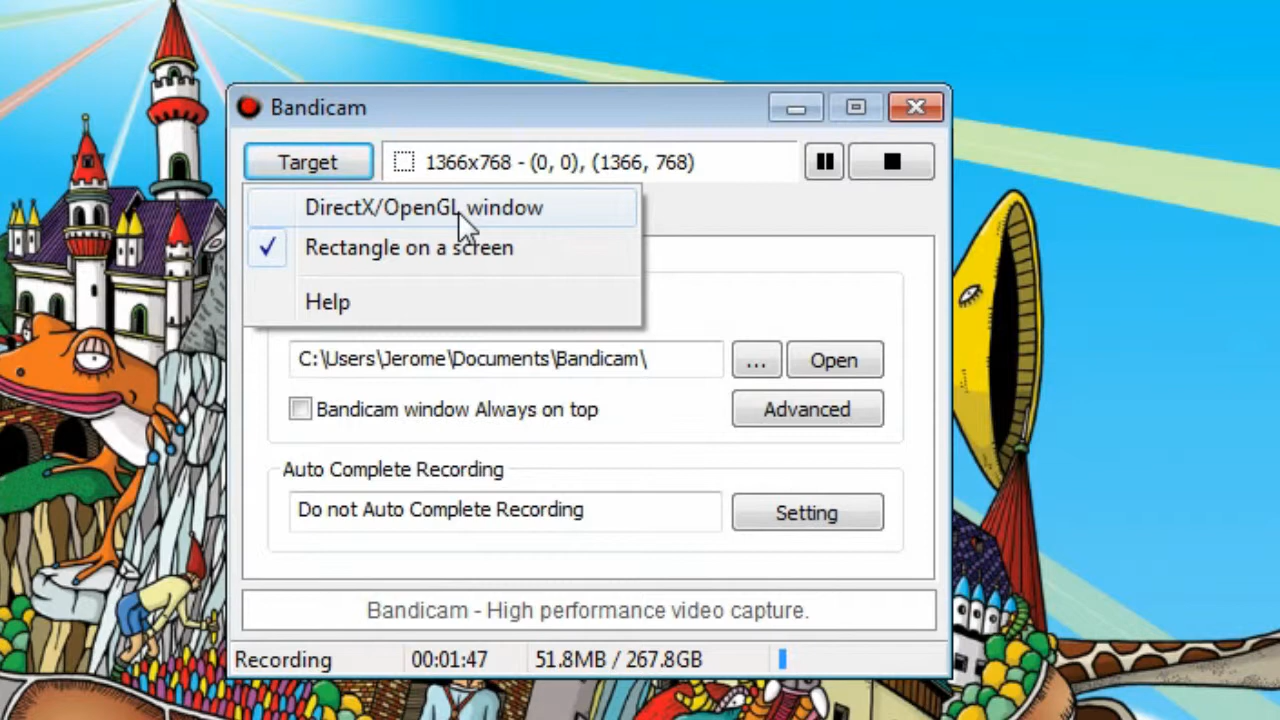 Bandicam
Target
1366x768 - (0, 0), (1366, 768)
DirectX/OpenGL window
Rectangle on a screen
Help
C:\Users\Jerome\Documents\Bandicam\
...
Open
Bandicam window Always on top
Advanced
Auto Complete Recording
Do not Auto Complete Recording
Setting
Bandicam - High performance video capture.
Recording
00:01:47
51.8MB / 267.8GB